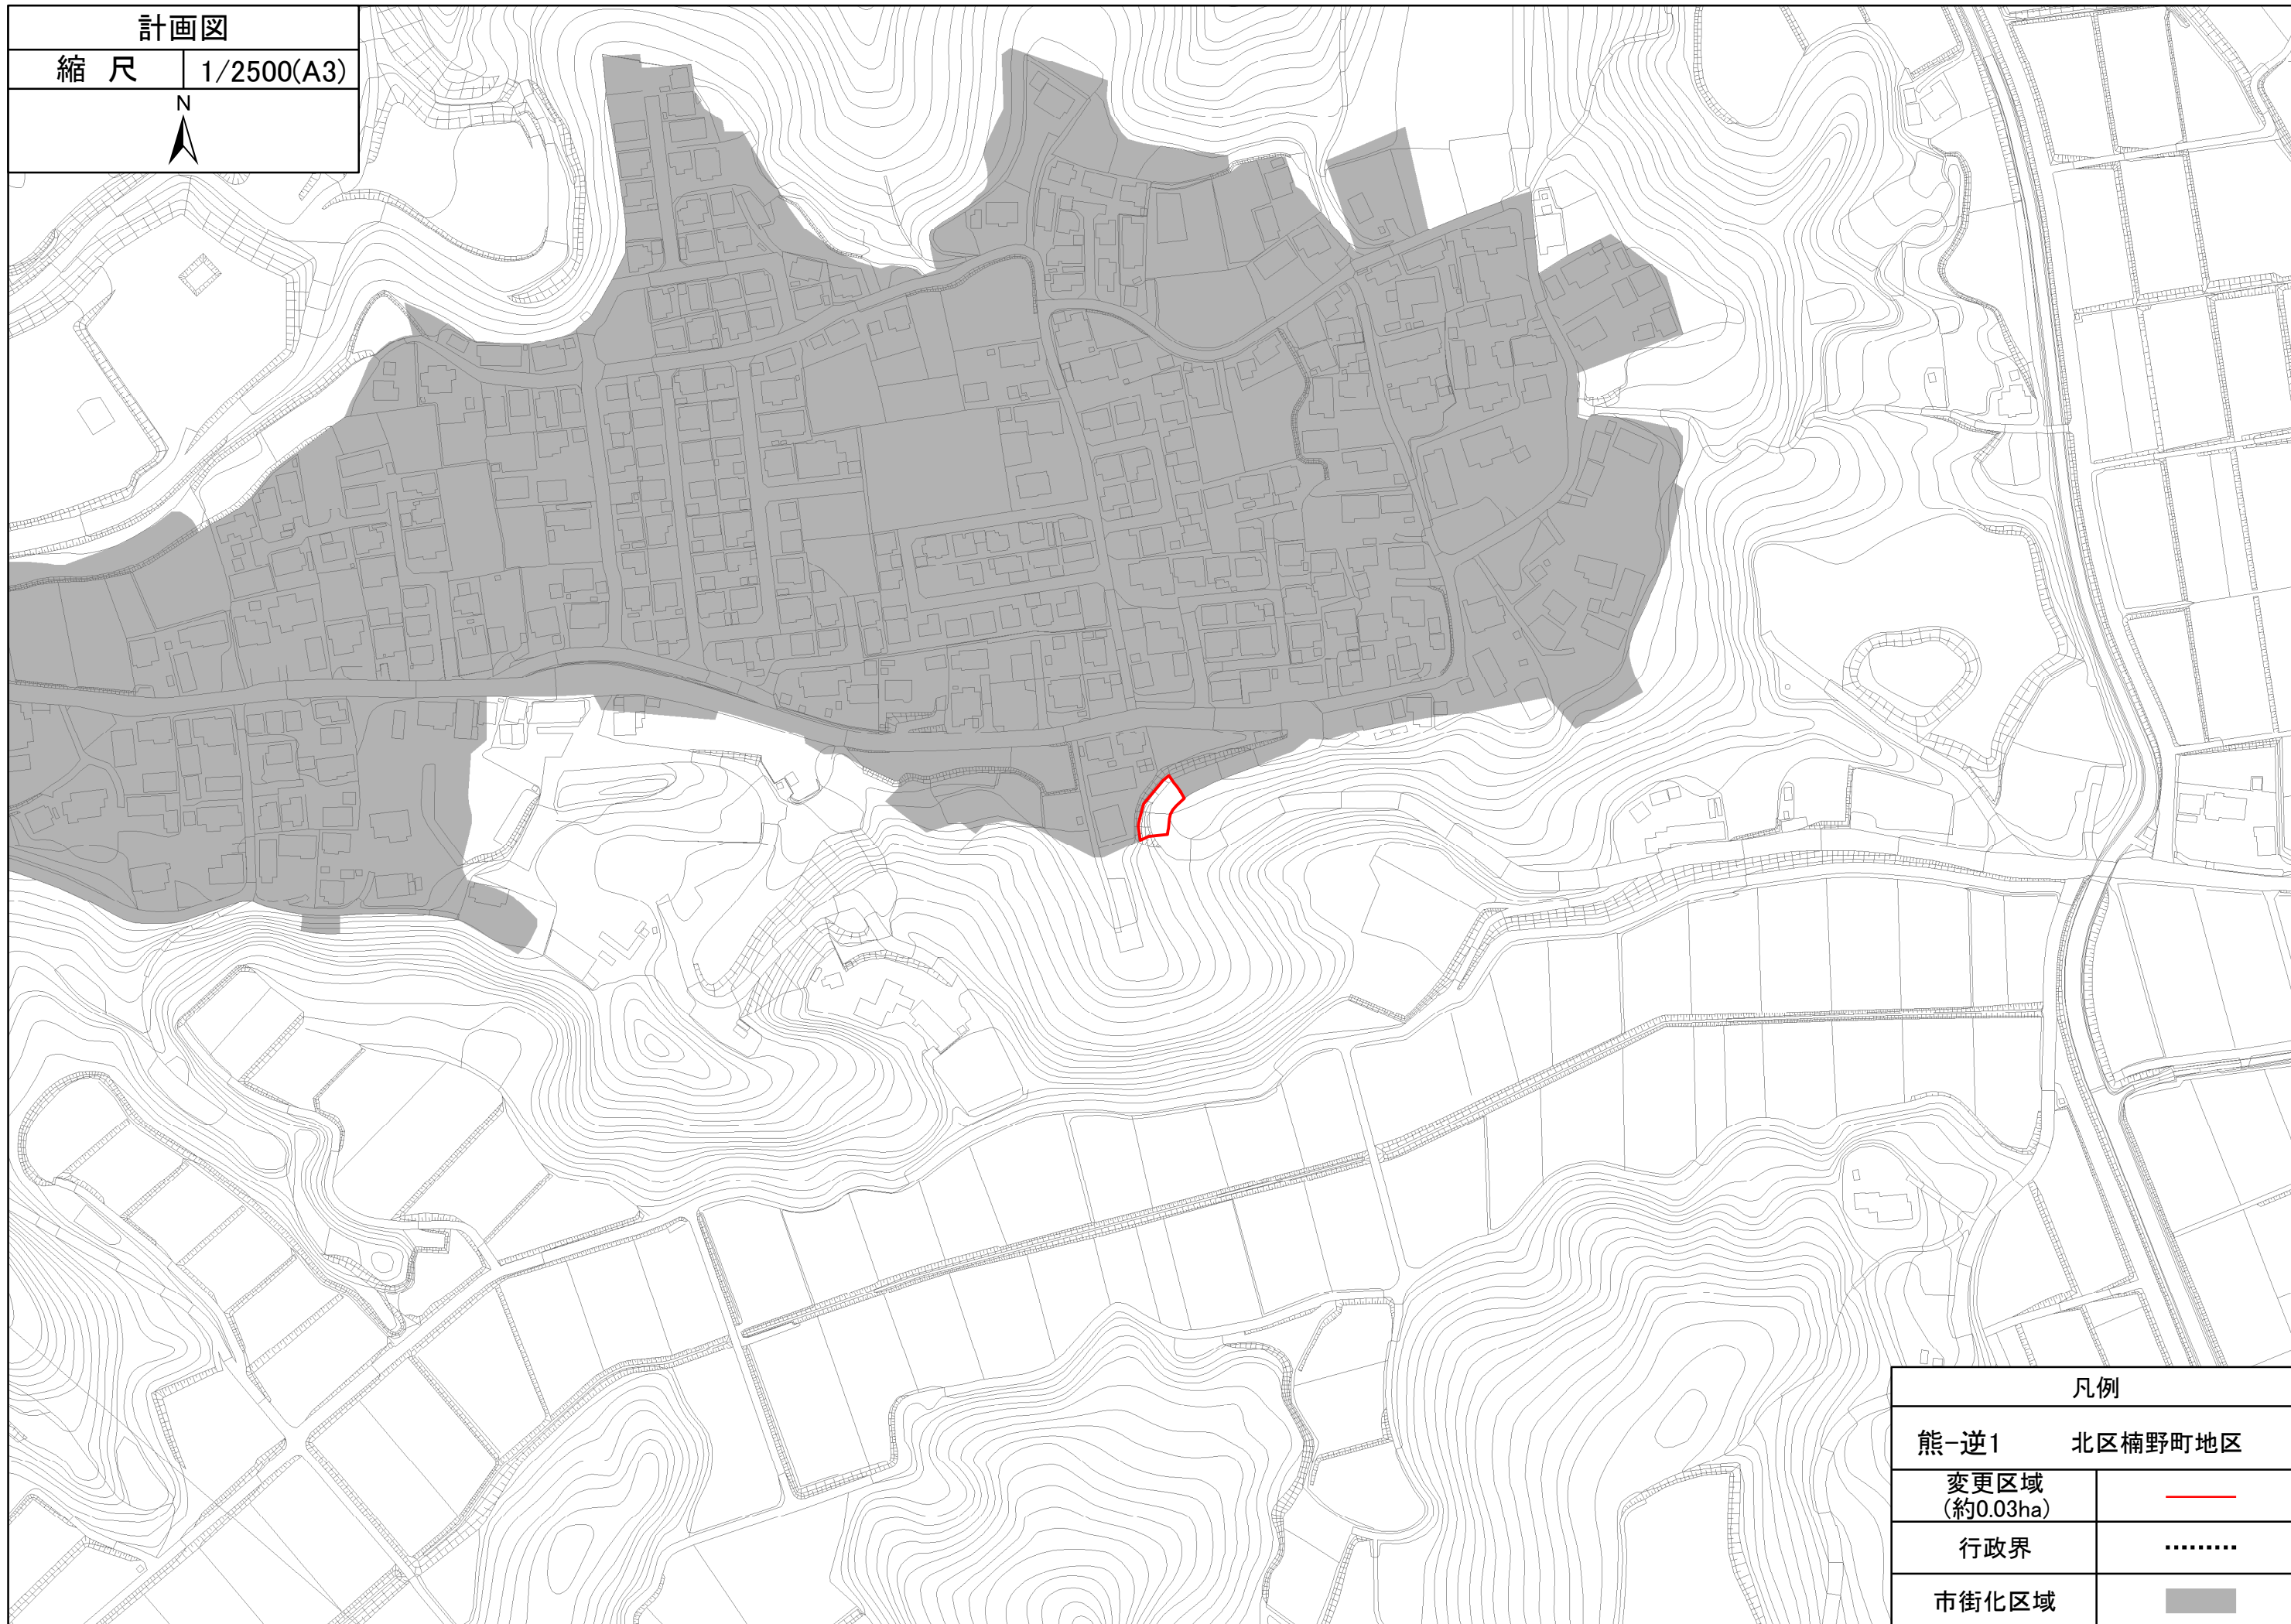 計画図
縮 尺 1/2500(A3)
N
凡例
熊-逆1 北区楠野町地区
変更区域
(約0.03ha)
行政界
市街化区域